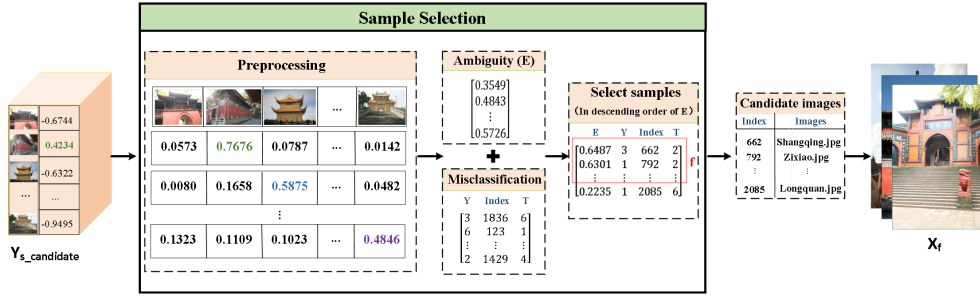 Sample Selection
-0.6744
0.4234
-0.6322
...
...
-0.9495
Y s_candidate
Preprocessing
...
0.0573 0.7676 0.0787 ... 0.0142
0.0080 0.1658 0.5875 ... 0.0482
⋮
0.1323 0.1109 0.1023 ... 0.4846
Ambiguity (E)
0.3549
0.4843
⋮
0.5726
+
Misclassification
Y Index T
3 1836 6
6 123 1
⋮ ⋮ ⋮
2 1429 4
Select samples
(In descending order of E)
E Y Index T
0.6487 3 662 2
0.6301 1 792 2
⋮ ⋮ ⋮ ⋮
0.2235 1 2085 6
f
Candidate images
Index Images
662 Shangqing.jpg
792 Zixiao.jpg
⋮ ⋮
2085 Longquan.jpg
X f